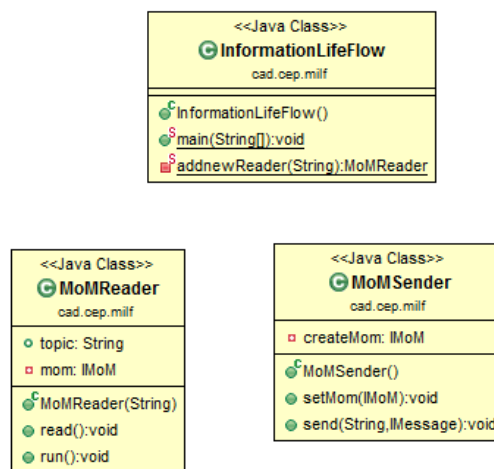 <<Java Class>>
InformationLifeFlow
cad.cep.milf
InformationLifeFlow()
main(String[]):void
addnewReader(String):MoMReader
<<Java Class>>
MoMReader
cad.cep.milf
topic: String
mom: IMoM
MoMReader(String)
read():void
run():void
<<Java Class>>
MoMSender
cad.cep.milf
createMom: IMoM
MoMSender()
setMom(IMoM):void
send(String,IMessage):void